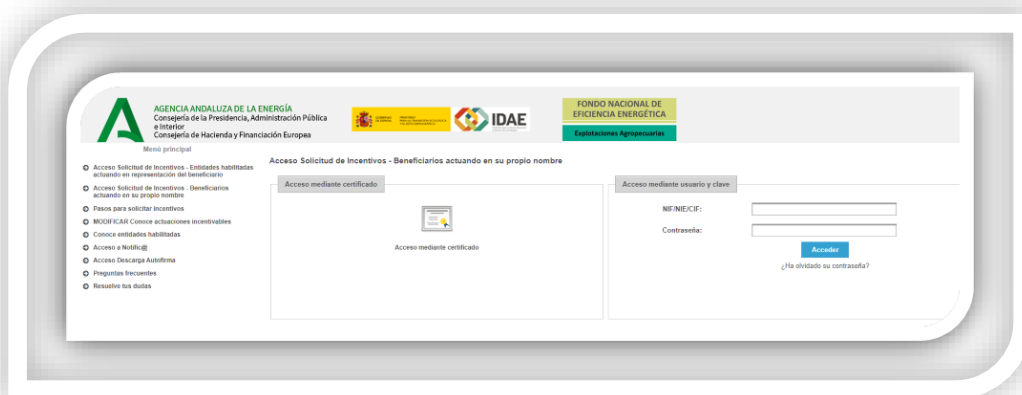 AGENCIA ANDALUZA DE LA ENERGÍA
Consejería de la Presidencia, Administración Pública
e Interior
Consejería de Hacienda y Financiación Europea
IDAE
FONDO NACIONAL DE
EFICIENCIA ENERGÉTICA
Explotaciones Agropecuarias
Menú principal
Acceso Solicitud de Incentivos - Entidades habilitadas
actuando en representación del beneficiario
Acceso Solicitud de Incentivos - Beneficiarios
actuando en su propio nombre
Pasos para solicitar incentivos
MODIFICAR Conoce actuaciones incentivables
Conoce entidades habilitadas
Acceso a Notific@
Acceso Descarga Autofirma
Preguntas frecuentes
Resuelve tus dudas
Acceso Solicitud de Incentivos - Beneficiarios actuando en su propio nombre
Acceso mediante certificado
Acceso mediante certificado
Acceso mediante usuario y clave
NIF/NIE/CIF:
Contraseña:
Acceder
¿Ha olvidado su contraseña?